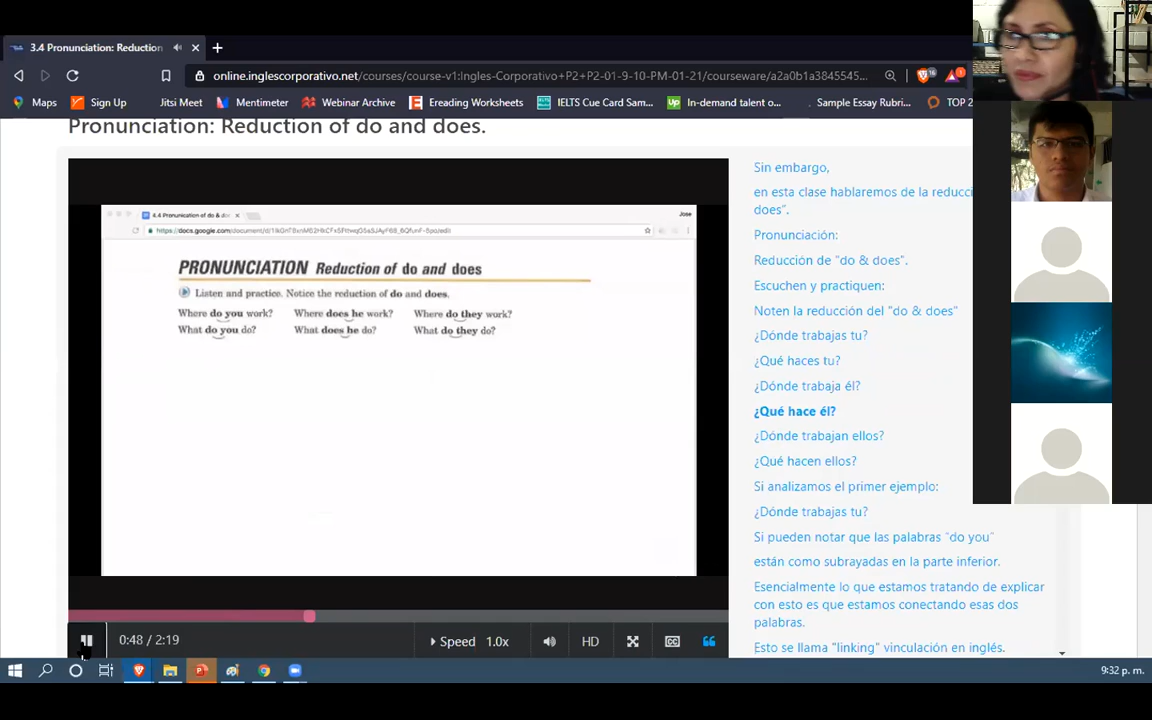 3.4 Pronunciation: Reduction
online.inglescorporativo.net/courses/course-v1:Ingles-Corporativo+P2+P2-01-9-10-PM-01-21/courseware/a2a0b1a3845545...
Maps
Sign Up
Jitsi Meet
Mentimeter
Webinar Archive
Ereading Worksheets
IELTS Cue Card Sam...
In-demand talent o...
Sample Essay Rubri...
TOP 2
Pronunciation: Reduction of do and does.
Jose
PRONUNCIATION Reduction of do and does
Listen and practice. Notice the reduction of do and does.
Where do you work? Where does he work? Where do they work?
What do you do? What does he do? What do they do?
Sin embargo,
en esta clase hablaremos de la reducci
does”.
Pronunciación:
Reducción de "do & does".
Escuchen y practiquen:
Noten la reducción del "do & does"
¿Dónde trabajas tu?
¿Qué haces tu?
¿Dónde trabaja él?
¿Qué hace él?
¿Dónde trabajan ellos?
¿Qué hacen ellos?
Si analizamos el primer ejemplo:
¿Dónde trabajas tu?
Si pueden notar que las palabras “do you”
están como subrayadas en la parte inferior.
Esencialmente lo que estamos tratando de explicar
con esto es que estamos conectando esas dos
palabras.
Esto se llama "linking" vinculación en inglés.
0:48 / 2:19
Speed 1.0x
HD
CC
9:32 p. m.